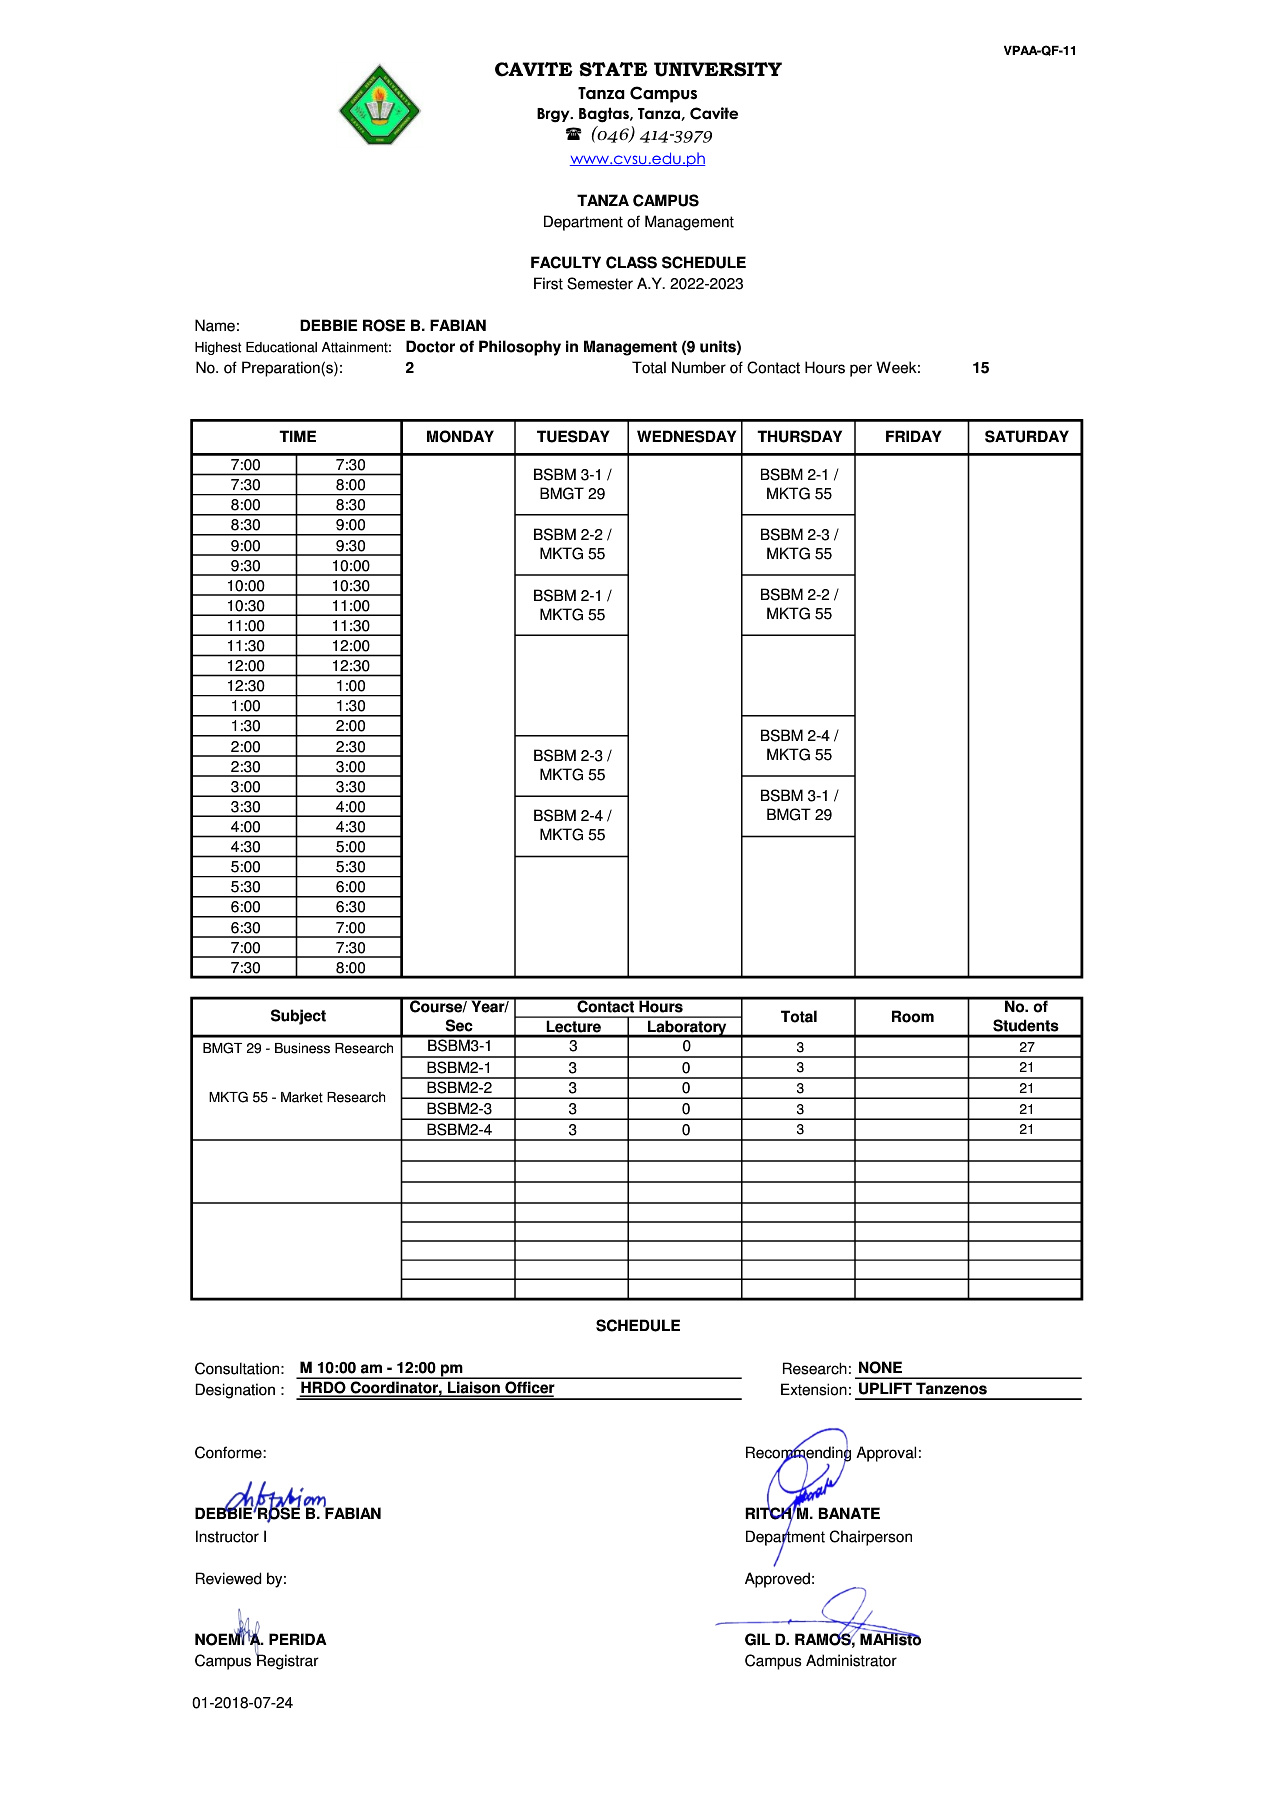 VPAA-QF-11
CAVITE STATE UNIVERSITY
Tanza Campus
Brgy. Bagtas, Tanza, Cavite
☎ (046) 414-3979
www.cvsu.edu.ph
TANZA CAMPUS
Department of Management
FACULTY CLASS SCHEDULE
First Semester A.Y. 2022-2023
Name: DEBBIE ROSE B. FABIAN
Highest Educational Attainment: Doctor of Philosophy in Management (9 units)
No. of Preparation(s): 2 Total Number of Contact Hours per Week: 15
TIME MONDAY TUESDAY WEDNESDAY THURSDAY FRIDAY SATURDAY
7:00 7:30
BSBM 3-1 / BSBM 2-1 /
7:30 8:00
BMGT 29 MKTG 55
8:00 8:30
8:30 9:00
BSBM 2-2 / BSBM 2-3 /
9:00 9:30
MKTG 55 MKTG 55
9:30 10:00
10:00 10:30
BSBM 2-1 / BSBM 2-2 /
10:30 11:00
MKTG 55 MKTG 55
11:00 11:30
11:30 12:00
12:00 12:30
12:30 1:00
1:00 1:30
1:30 2:00
BSBM 2-4 /
2:00 2:30
BSBM 2-3 / MKTG 55
2:30 3:00
MKTG 55
3:00 3:30
BSBM 3-1 /
3:30 4:00
BSBM 2-4 / BMGT 29
4:00 4:30
MKTG 55
4:30 5:00
5:00 5:30
5:30 6:00
6:00 6:30
6:30 7:00
7:00 7:30
7:30 8:00
Subject Course/ Year/ Sec Contact Hours Total Room No. of Students
Lecture Laboratory
BMGT 29 - Business Research BSBM3-1 3 0 3 27
BSBM2-1 3 0 3 21
BSBM2-2 3 0 3 21
MKTG 55 - Market Research
BSBM2-3 3 0 3 21
BSBM2-4 3 0 3 21
SCHEDULE
Consultation: M 10:00 am - 12:00 pm Research: NONE
Designation : HRDO Coordinator, Liaison Officer Extension: UPLIFT Tanzenos
Conforme: Recommending Approval:
DEBBIE ROSE B. FABIAN RITCH M. BANATE
Instructor I Department Chairperson
Reviewed by: Approved:
NOEMI A. PERIDA GIL D. RAMOS, MAHisto
Campus Registrar Campus Administrator
01-2018-07-24